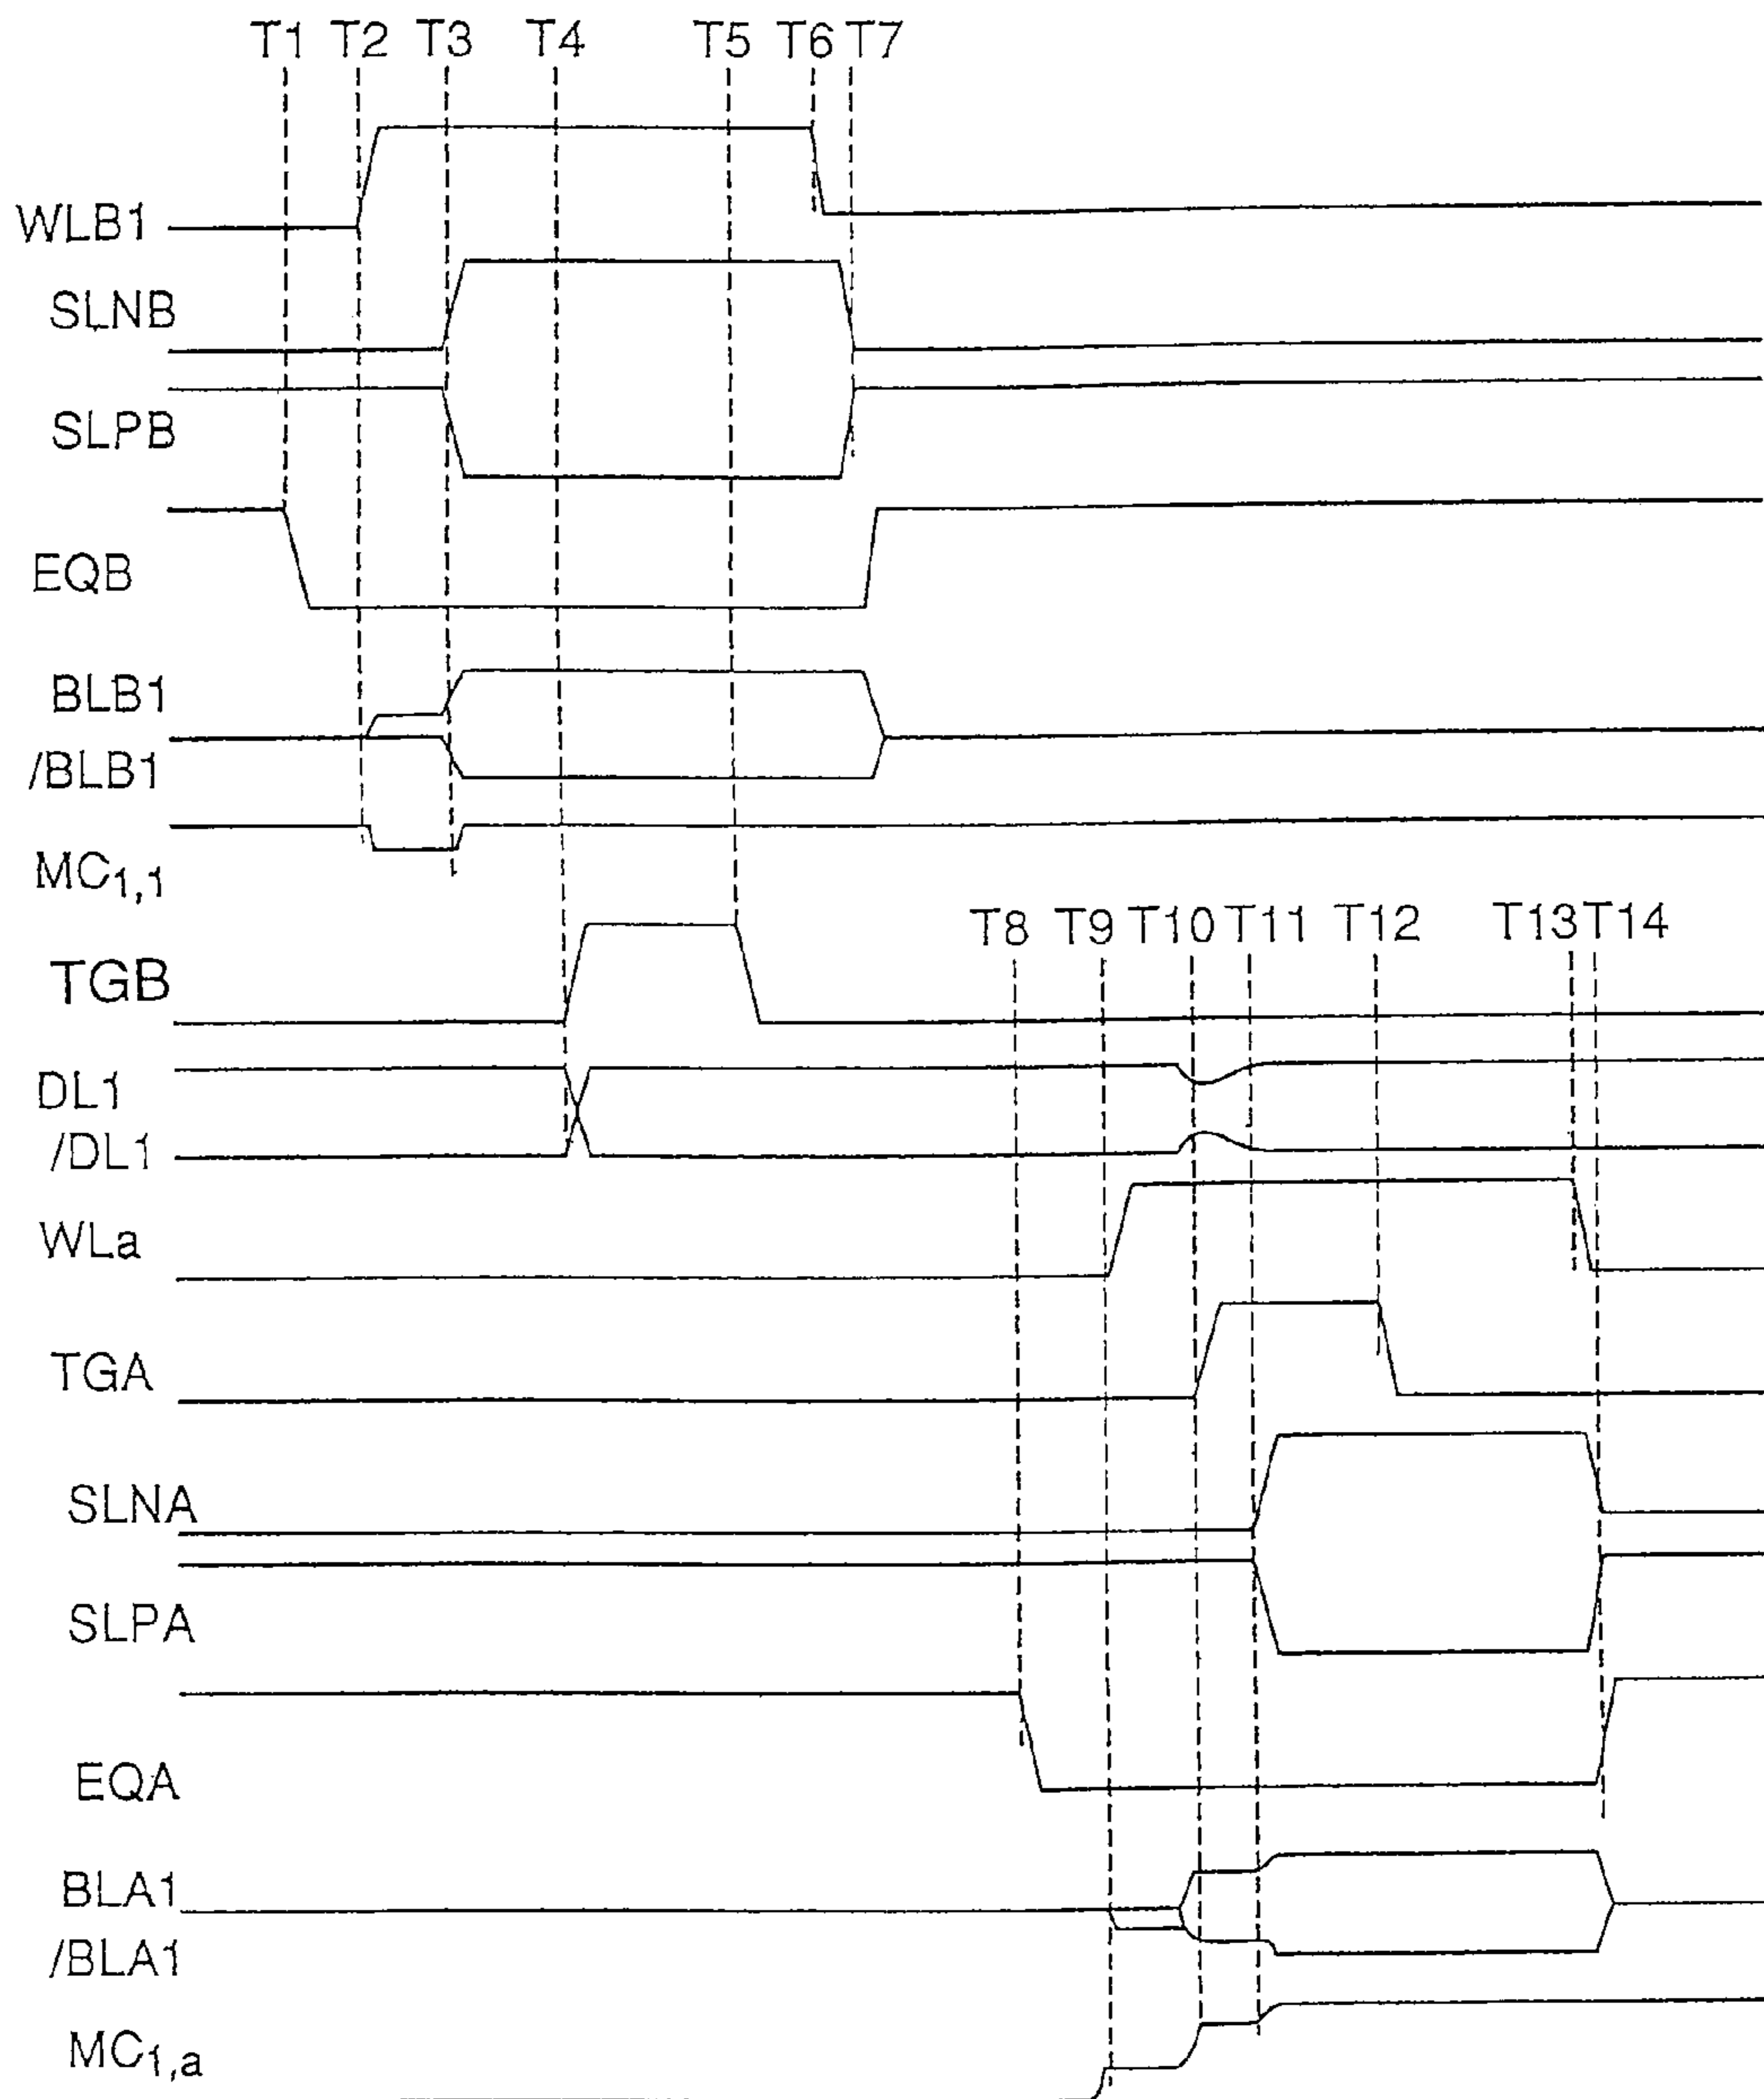 T1 T2 T3 T4 T5 T6 T7
WLB1
SLNB
SLPB
EQB
BLB1
/BLB1
MC1,1
T8 T9 T10 T11 T12 T13 T14
TGB
DL1
/DL1
WLa
TGA
SLNA
SLPA
EQA
BLA1
/BLA1
MC1,a